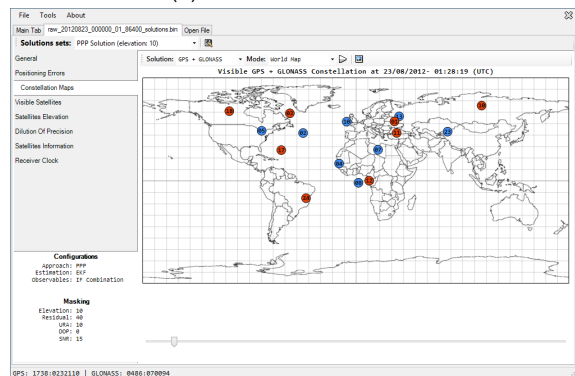 File Tools About
Main Tab raw_20120823_000000_01_86400_solutions.bin Open File
Solutions sets: PPP Solution (elevation: 10)
General
Positioning Errors
Constellation Maps
Visible Satellites
Satellites Elevation
Dilution Of Precision
Satellites Information
Receiver Clock
Solution: GPS + GLONASS Mode: World Map
Visible GPS + GLONASS Constellation at 23/08/2012- 01:28:19 (UTC)
Configurations
Approach: PPP
Estimation: EKF
Observables: IF Combination
Masking
Elevation: 10
Residual: 40
URA: 10
DOP: 0
SNR: 15
GPS: 1738:0232110 | GLONASS: 0486:070094